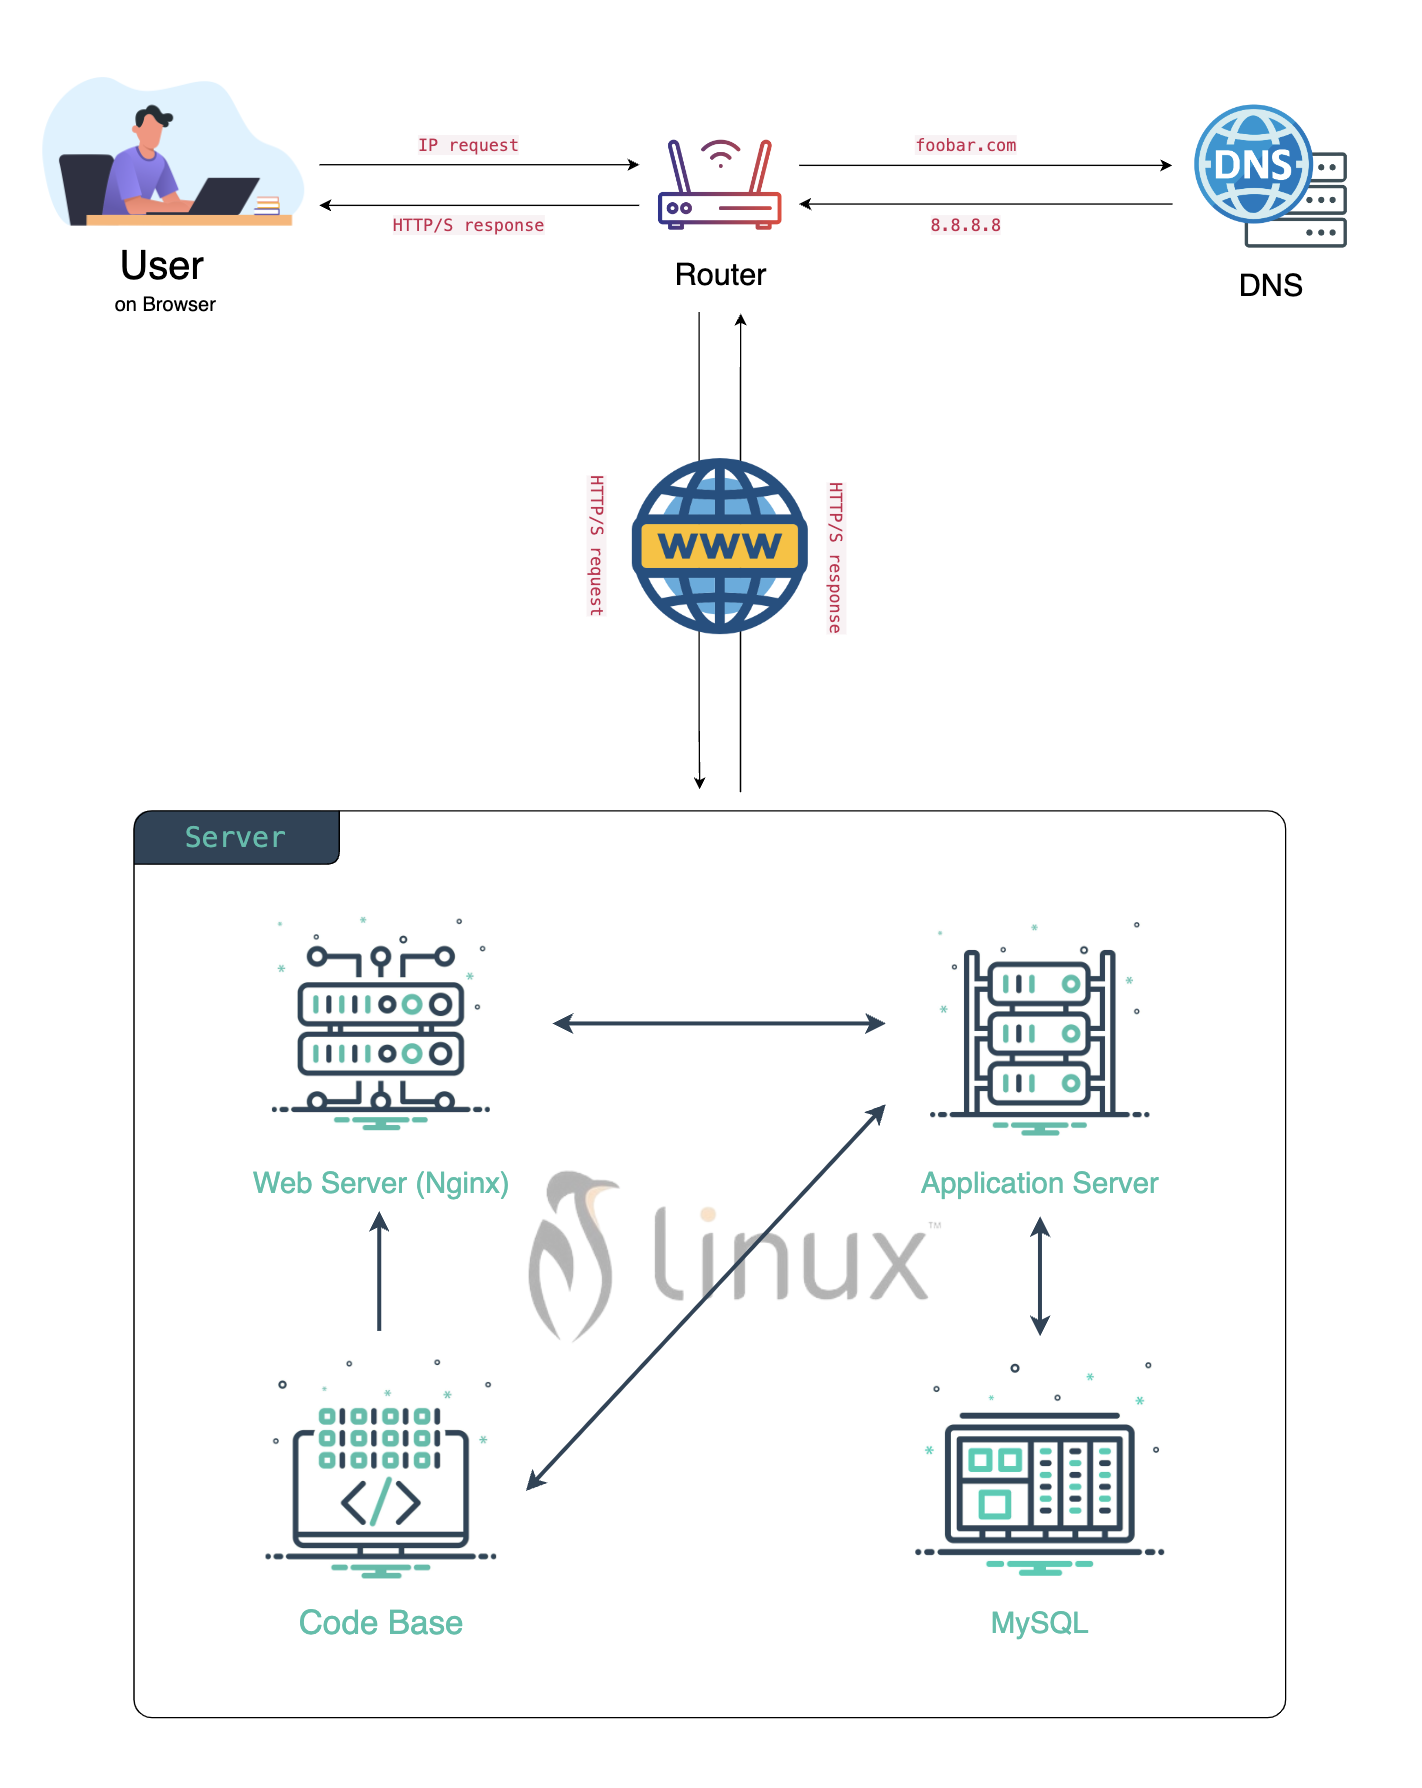 IP request
foobar.com
DNS
HTTP/S response
8.8.8.8
User
on Browser
Router
DNS
HTTP/S request
WWW
HTTP/S response
Server
Web Server (Nginx)
Application Server
Linux™
</>
Code Base
MySQL